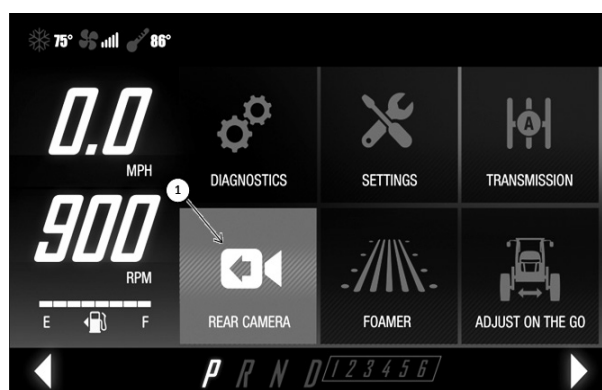 75° 86°
0.0
MPH
900
RPM
E F
DIAGNOSTICS SETTINGS TRANSMISSION
A
1
REAR CAMERA FOAMER ADJUST ON THE GO
P R N D 1 2 3 4 5 6